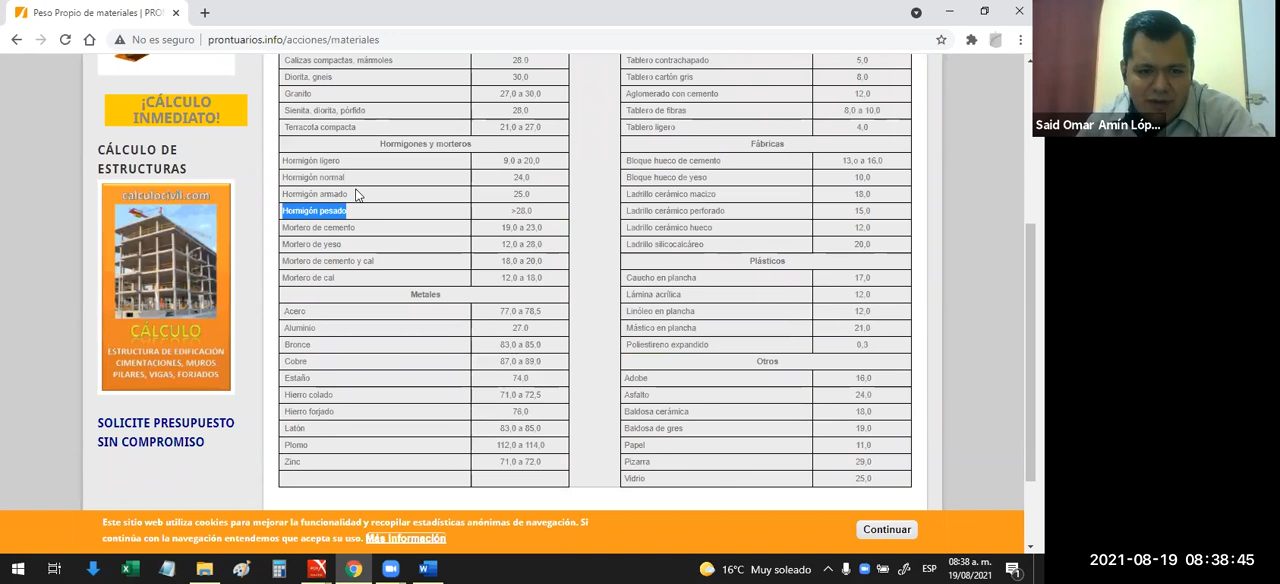 Peso Propio de materiales | PRON
No es seguro | prontuarios.info/acciones/materiales
Said Omar Amín Lóp...
¡CÁLCULO
INMEDIATO!
CÁLCULO DE
ESTRUCTURAS
calculocivil.com
CÁLCULO
ESTRUCTURA DE EDIFICACIÓN
CIMENTACIONES, MUROS
PILARES, VIGAS, FORJADOS
SOLICITE PRESUPUESTO
SIN COMPROMISO
Calizas compactas, mármoles 28.0
Diorita, gneis 30,0
Granito 27,0 a 30,0
Sienita, diorita, pórfido 28,0
Terracota compacta 21,0 a 27,0
Hormigones y morteros
Hormigón ligero 9.0 a 20,0
Hormigón normal 24,0
Hormigón armado 25.0
Hormigón pesado >28.0
Mortero de cemento 19,0 a 23,0
Mortero de yeso 12,0 a 28,0
Mortero de cemento y cal 18,0 a 20,0
Mortero de cal 12,0 a 18,0
Metales
Acero 77,0 a 78,5
Aluminio 27.0
Bronce 83,0 a 85,0
Cobre 87,0 a 89,0
Estaño 74,0
Hierro colado 71,0 a 72,5
Hierro forjado 76,0
Latón 83,0 a 85,0
Plomo 112,0 a 114,0
Zinc 71,0 a 72,0
Tablero contrachapado 5,0
Tablero cartón gris 8,0
Aglomerado con cemento 12,0
Tablero de fibras 8,0 a 10,0
Tablero ligero 4,0
Fábricas
Bloque hueco de cemento 13,o a 16,0
Bloque hueco de yeso 10,0
Ladrillo cerámico macizo 18,0
Ladrillo cerámico perforado 15,0
Ladrillo cerámico hueco 12,0
Ladrillo silicocalcáreo 20,0
Plásticos
Caucho en plancha 17,0
Lámina acrílica 12,0
Linóleo en plancha 12,0
Mástico en plancha 21,0
Poliestireno expandido 0,3
Otros
Adobe 16,0
Asfalto 24,0
Baldosa cerámica 18,0
Baldosa de gres 19,0
Papel 11,0
Pizarra 29,0
Vidrio 25,0
Este sitio web utiliza cookies para mejorar la funcionalidad y recopilar estadísticas anónimas de navegación. Si
continúa con la navegación entendemos que acepta su uso. Más Información
Continuar
16°C Muy soleado
ESP
08:38 a. m.
19/08/2021
1
2021-08-19 08:38:45